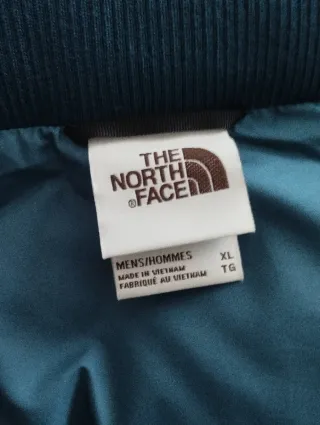 THE
NORTH
®FACE
MENS/HOMMES XL
MADE IN VIETNAM TG
FABRIQUÉ AU VIETNAM